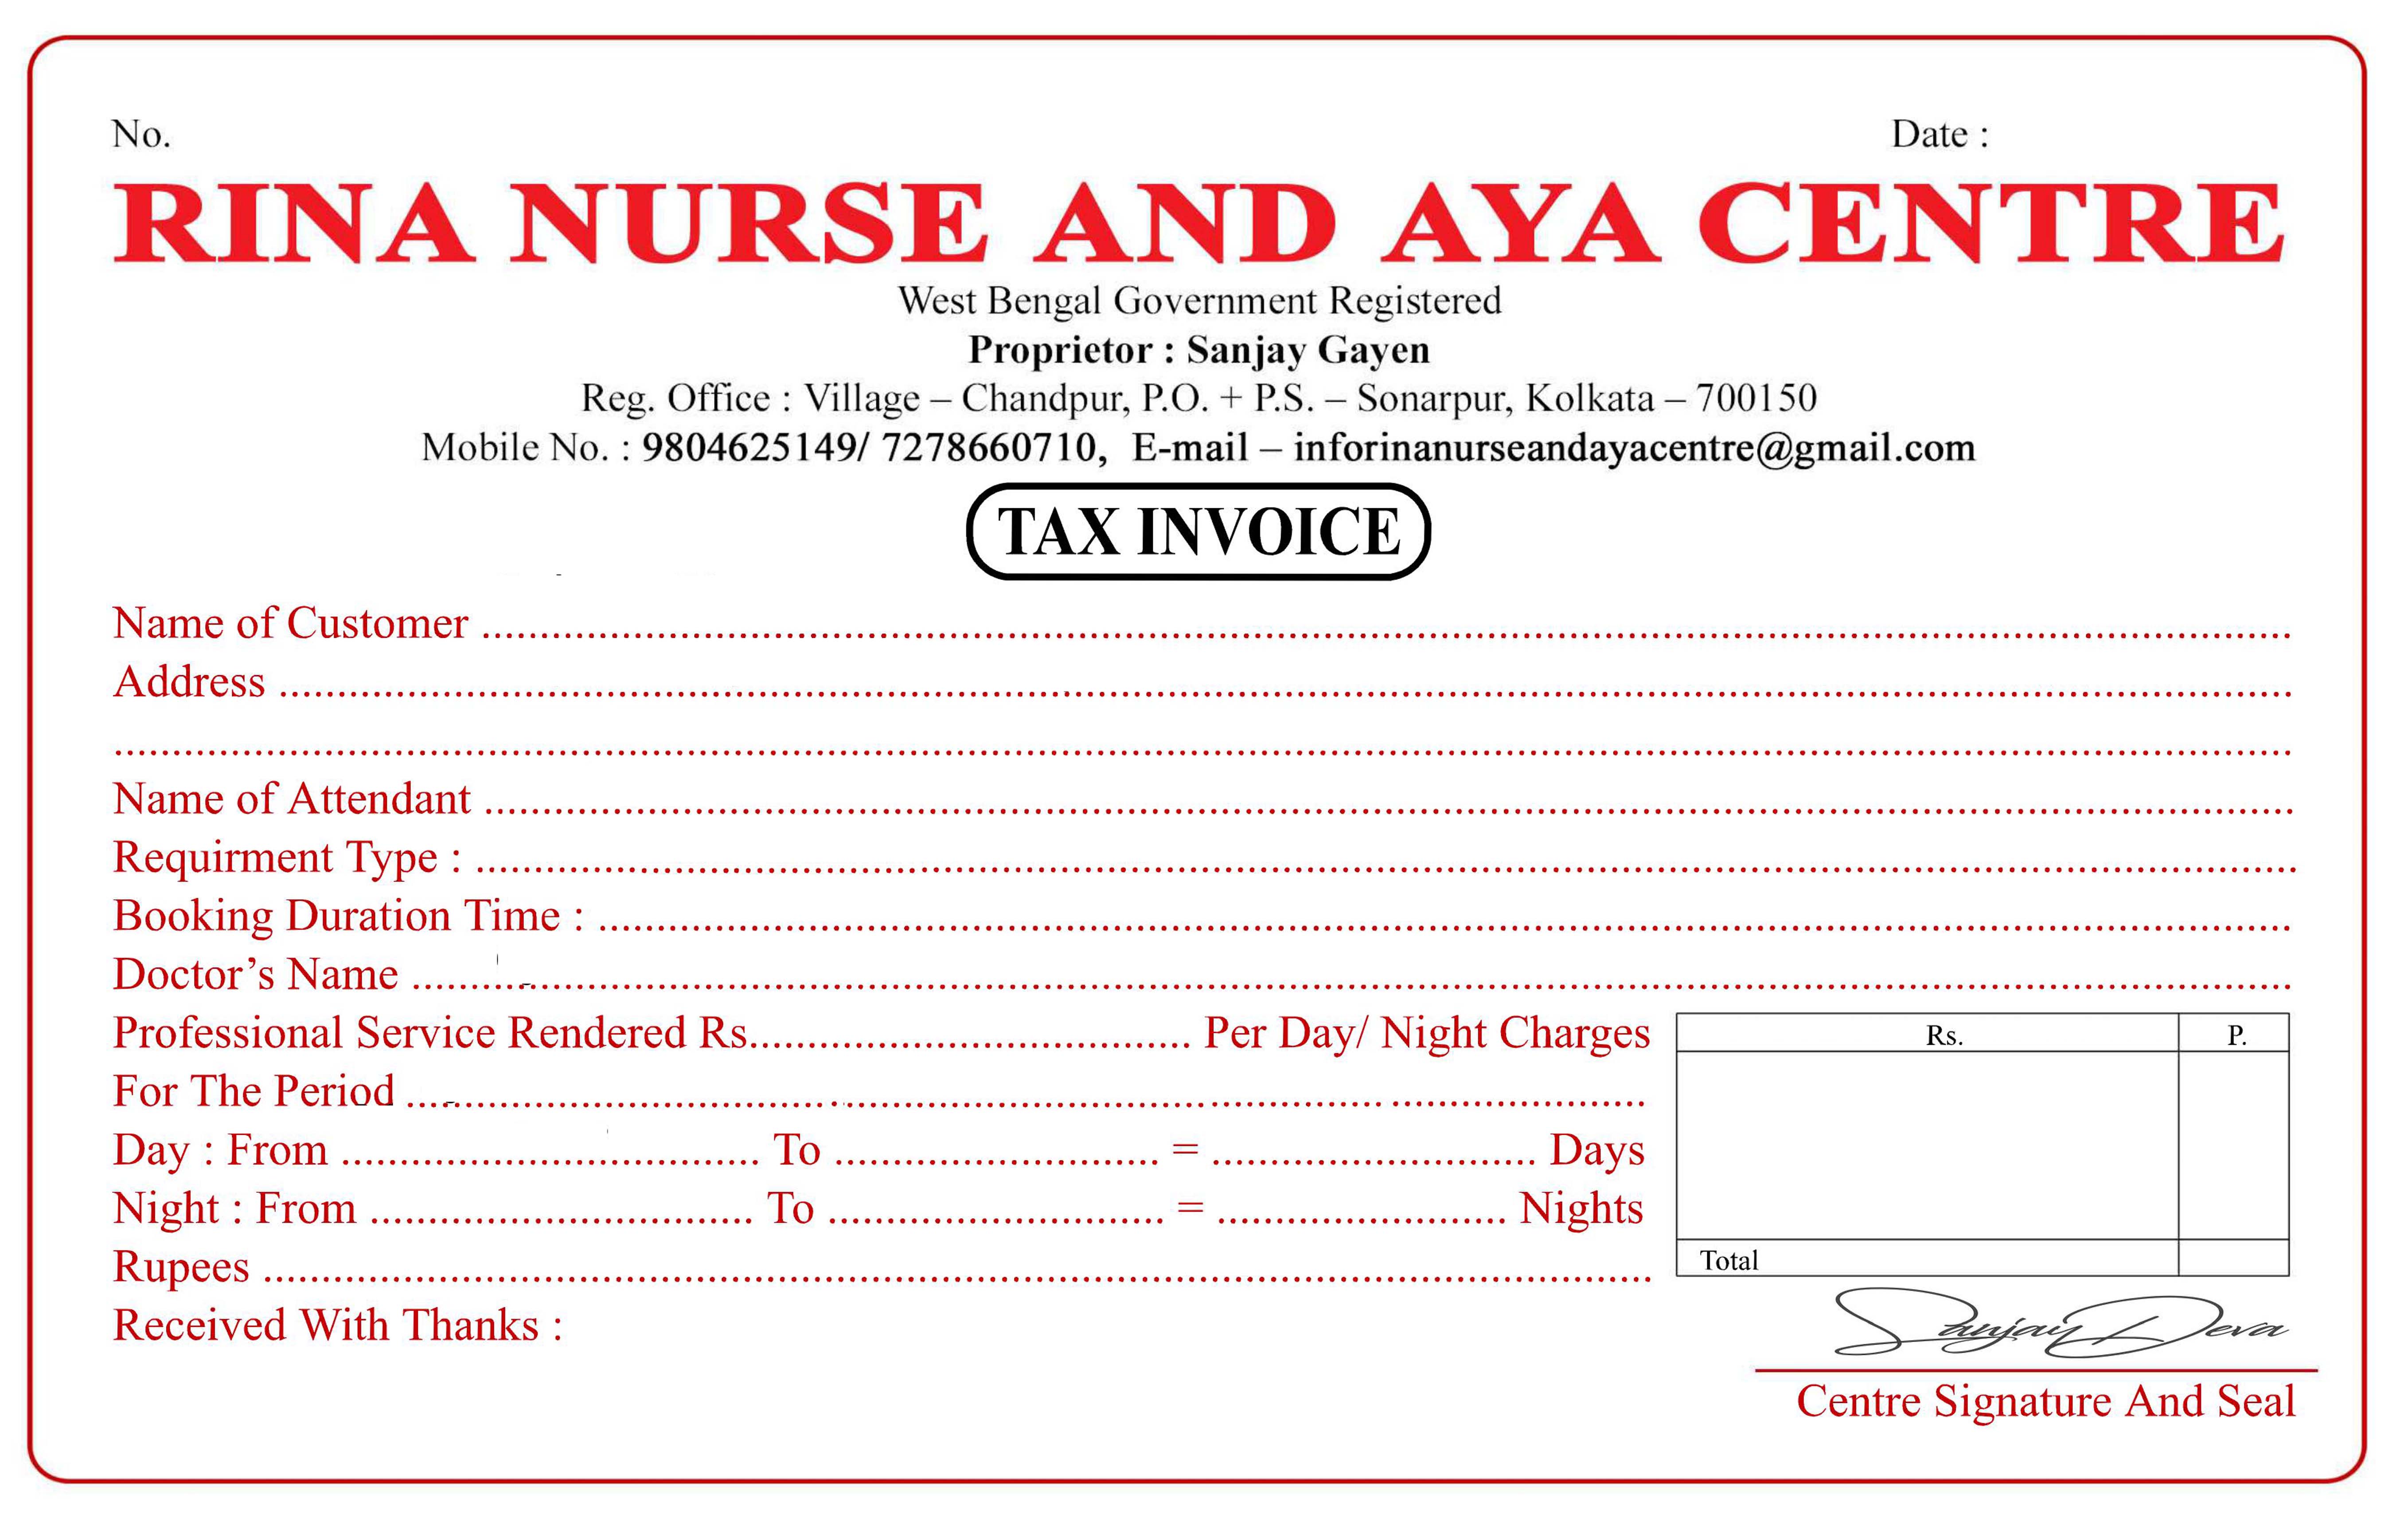 No. Date :
RINA NURSE AND AYA CENTRE
West Bengal Government Registered
Proprietor : Sanjay Gayen
Reg. Office : Village – Chandpur, P.O. + P.S. – Sonarpur, Kolkata – 700150
Mobile No. : 9804625149/ 7278660710, E-mail – inforinanurseandayacentre@gmail.com
TAX INVOICE
Name of Customer ..........
Address ..........
..........
Name of Attendant ..........
Requirment Type : ..........
Booking Duration Time : ..........
Doctor’s Name ..........
Professional Service Rendered Rs.......... Per Day/ Night Charges
Rs. P.
For The Period ..........
Day : From .......... To .......... = .......... Days
Night : From .......... To .......... = .......... Nights
Total
Rupees ..........
Received With Thanks :
Sanjay Deva
Centre Signature And Seal